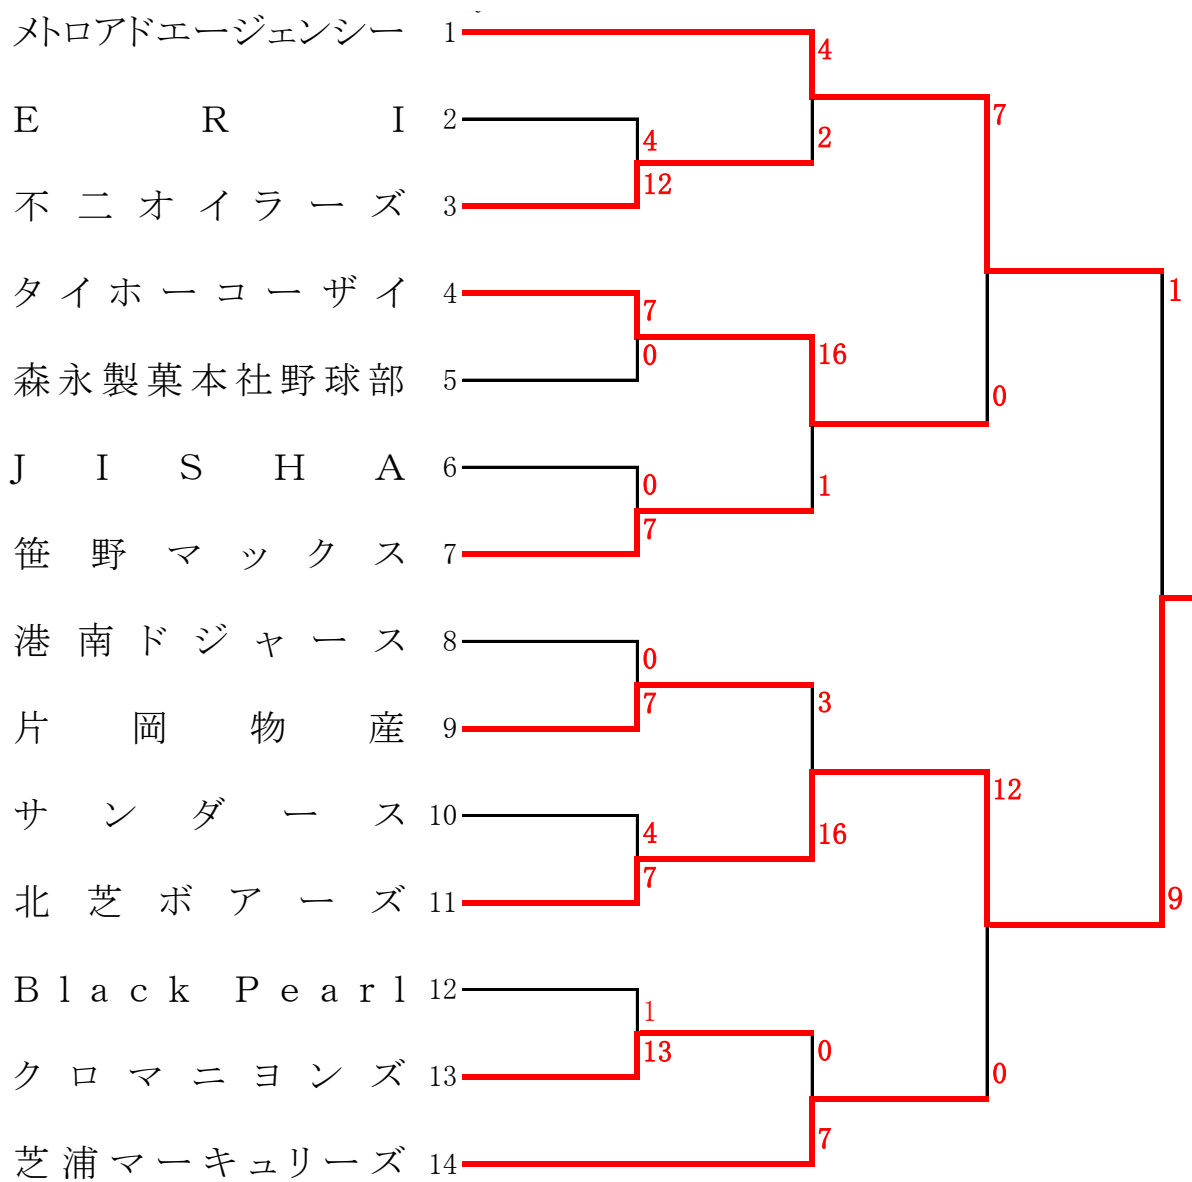 メトロアドエージェンシー 1
4
7
E R I 2
4
2
12
不二オイラーズ 3
タイホーコーザイ 4
7
1
0
16
森永製菓本社野球部 5
0
J I S H A 6
0
1
7
笹野マックス 7
港南ドジャース 8
0
7
3
片岡物産 9
12
サンダース 10
4
16
7
北芝ボアーズ 11
9
Black Pearl 12
1
13
0
クロマニヨンズ 13
0
7
芝浦マーキュリーズ 14